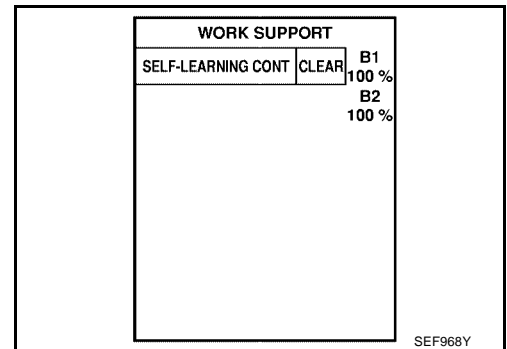 WORK SUPPORT
SELF-LEARNING CONT CLEAR B1
100 %
B2
100 %
SEF968Y